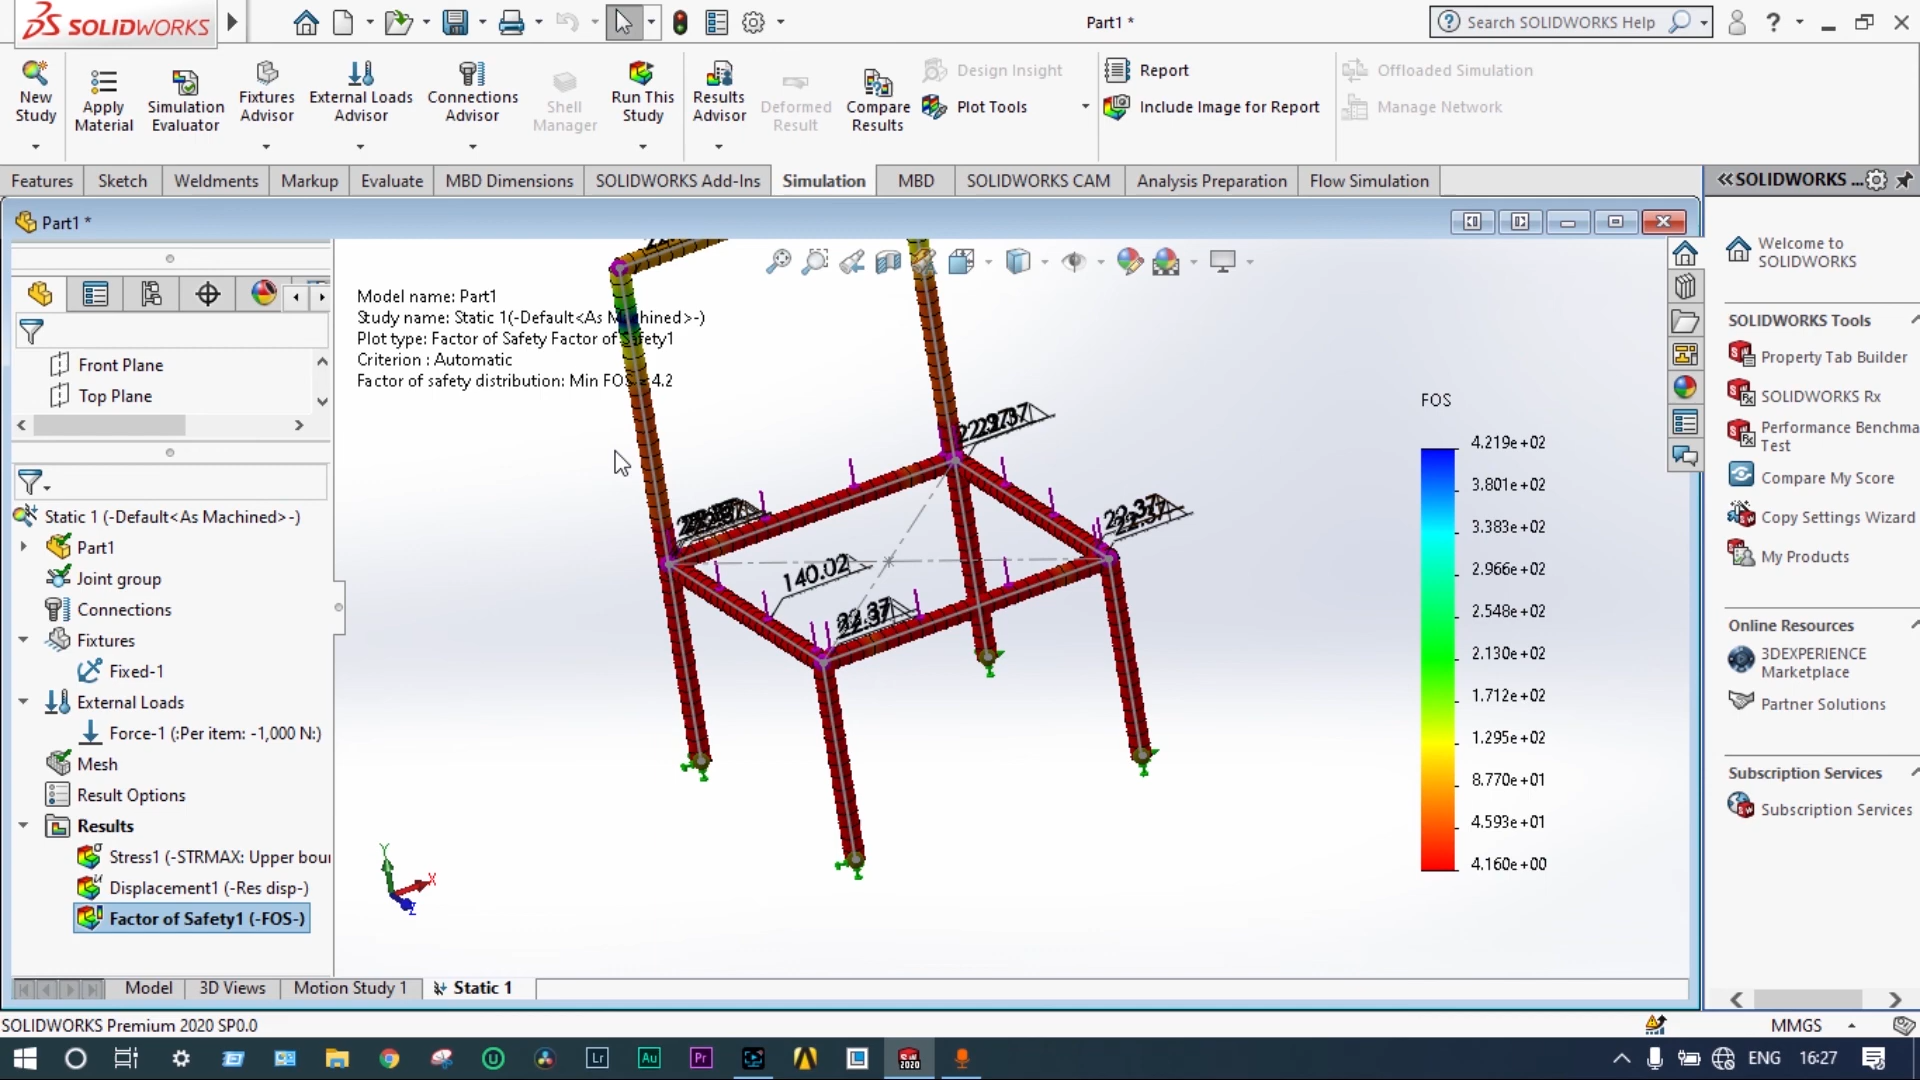 SOLIDWORKS
Part1 *
Search SOLIDWORKS Help
New Study
Apply Material
Simulation Evaluator
Fixtures Advisor
External Loads Advisor
Connections Advisor
Shell Manager
Run This Study
Results Advisor
Deformed Result
Compare Results
Design Insight
Plot Tools
Report
Include Image for Report
Offloaded Simulation
Manage Network
Features
Sketch
Weldments
Markup
Evaluate
MBD Dimensions
SOLIDWORKS Add-Ins
Simulation
MBD
SOLIDWORKS CAM
Analysis Preparation
Flow Simulation
SOLIDWORKS ...
Part1 *
Front Plane
Top Plane
Static 1 (-Default<As Machined>-)
Part1
Joint group
Connections
Fixtures
Fixed-1
External Loads
Force-1 (:Per item: -1,000 N:)
Mesh
Result Options
Results
Stress1 (-STRMAX: Upper bou
Displacement1 (-Res disp-)
Factor of Safety1 (-FOS-)
Model name: Part1
Study name: Static 1(-Default<As Machined>-)
Plot type: Factor of Safety Factor of Safety1
Criterion : Automatic
Factor of safety distribution: Min FOS = 4.2
22.37
140.02
22.37
FOS
4.219e+02
3.801e+02
3.383e+02
2.966e+02
2.548e+02
2.130e+02
1.712e+02
1.295e+02
8.770e+01
4.593e+01
4.160e+00
Y
X
Z
Welcome to SOLIDWORKS
SOLIDWORKS Tools
Property Tab Builder
SOLIDWORKS Rx
Performance Benchma
Test
Compare My Score
Copy Settings Wizard
My Products
Online Resources
3DEXPERIENCE
Marketplace
Partner Solutions
Subscription Services
Subscription Services
Model
3D Views
Motion Study 1
Static 1
SOLIDWORKS Premium 2020 SP0.0
MMGS
Lr
Au
Pr
SW
2020
ENG
16:27